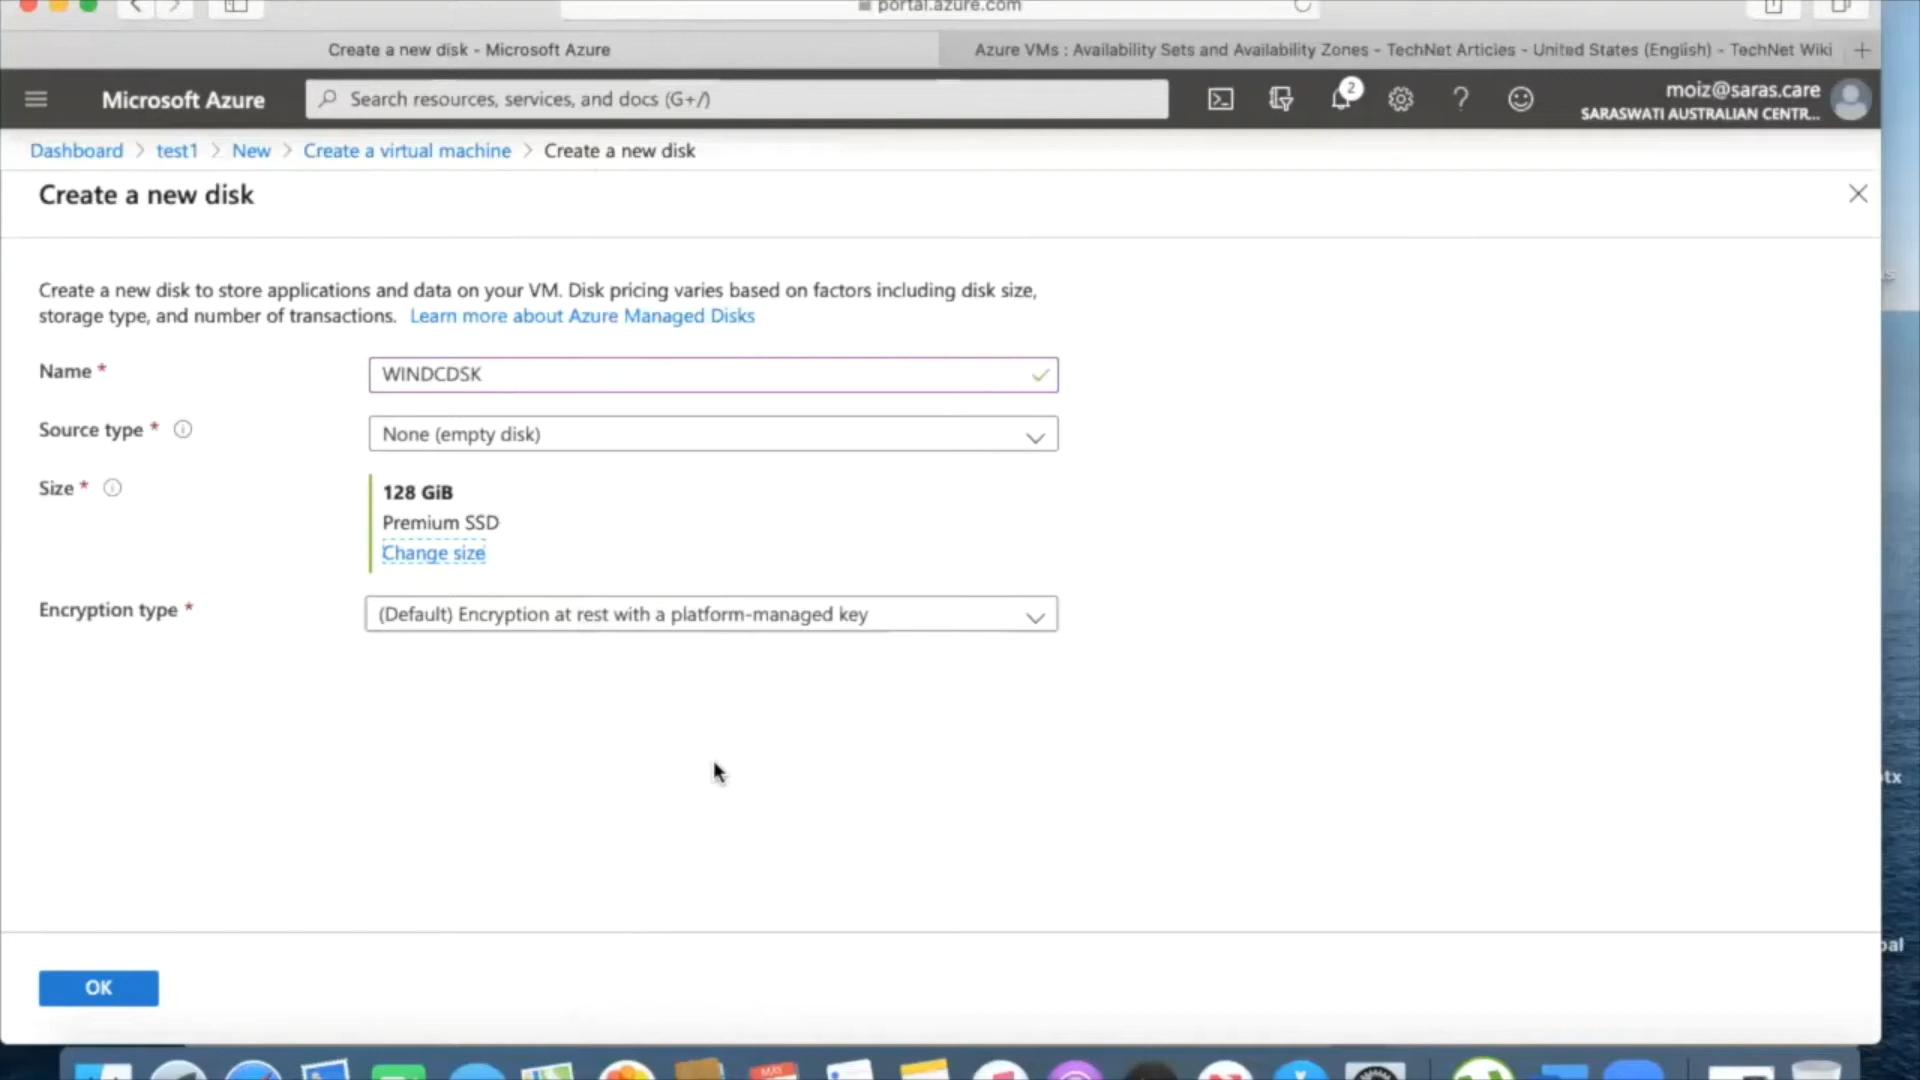 portal.azure.com
Create a new disk - Microsoft Azure
Azure VMs : Availability Sets and Availability Zones - TechNet Articles - United States (English) - TechNet Wiki
Microsoft Azure
Search resources, services, and docs (G+/)
2
moiz@saras.care
SARASWATI AUSTRALIAN CENTR...
Dashboard > test1 > New > Create a virtual machine > Create a new disk
Create a new disk
Create a new disk to store applications and data on your VM. Disk pricing varies based on factors including disk size,
storage type, and number of transactions. Learn more about Azure Managed Disks
Name *
WINDCDSK
Source type *
None (empty disk)
Size *
128 GiB
Premium SSD
Change size
Encryption type *
(Default) Encryption at rest with a platform-managed key
OK
MAY